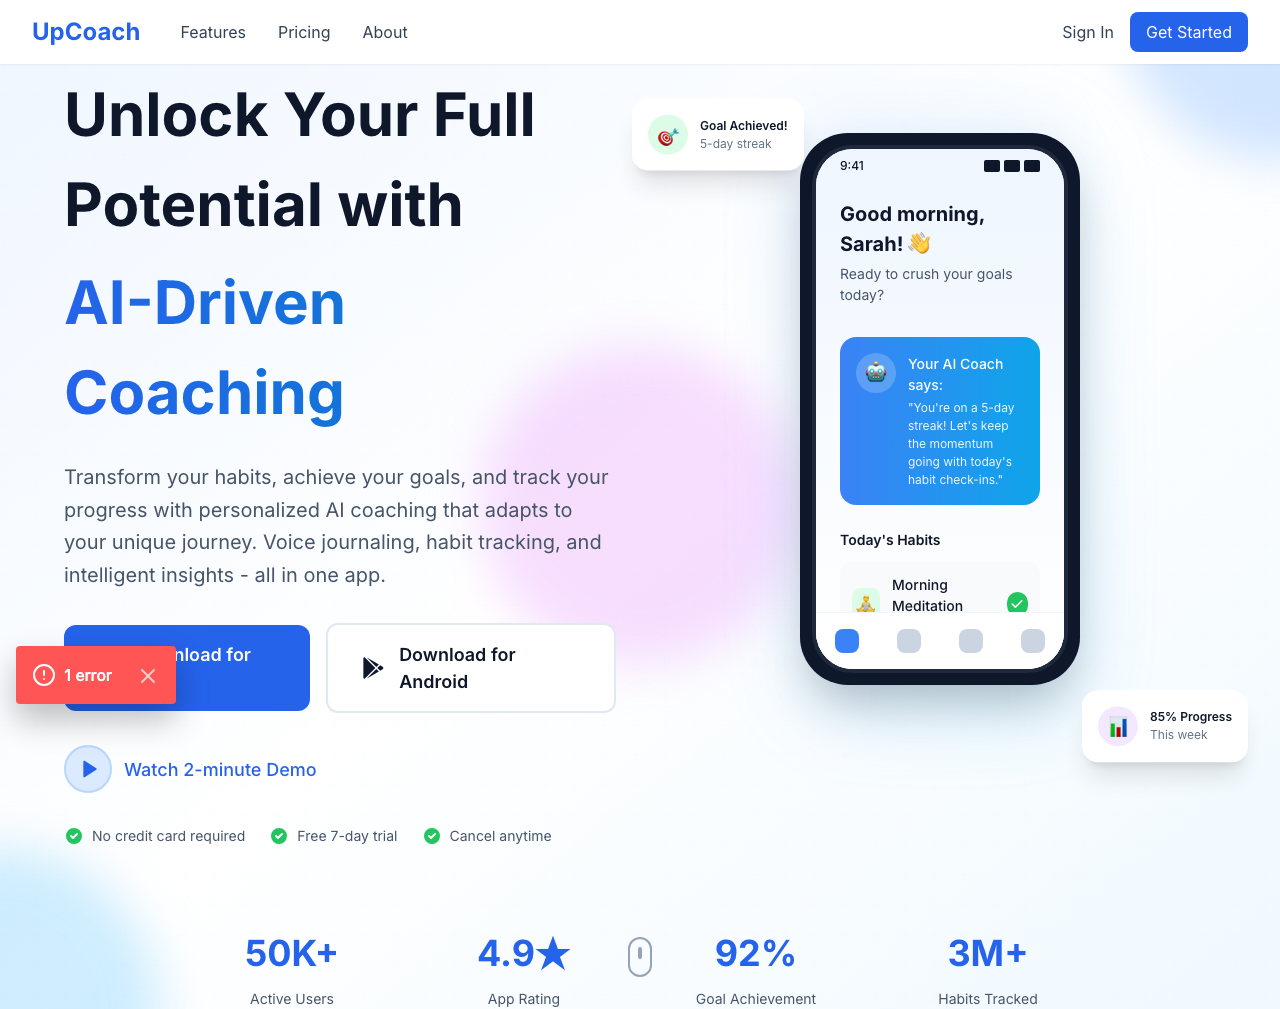 UpCoach
Features
Pricing
About
Sign In
Get Started
Unlock Your Full
Potential with
AI-Driven
Coaching
Transform your habits, achieve your goals, and track your
progress with personalized AI coaching that adapts to
your unique journey. Voice journaling, habit tracking, and
intelligent insights - all in one app.
for
1 error
Download for
Android
Watch 2-minute Demo
No credit card required
Free 7-day trial
Cancel anytime
Goal Achieved!
5-day streak
9:41
Good morning,
Sarah! 👋
Ready to crush your goals
today?
Your AI Coach
says:
"You're on a 5-day
streak! Let's keep
the momentum
going with today's
habit check-ins."
Today's Habits
Morning
Meditation
85% Progress
This week
50K+
Active Users
4.9★
App Rating
92%
Goal Achievement
3M+
Habits Tracked